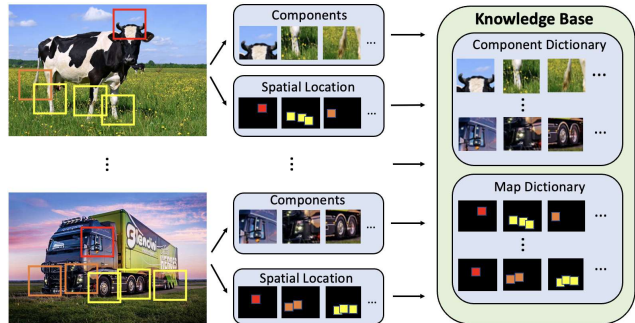 Components
...
Knowledge Base
Component Dictionary
...
Spatial Location
...
...
Components
...
Map Dictionary
...
Spatial Location
...
...